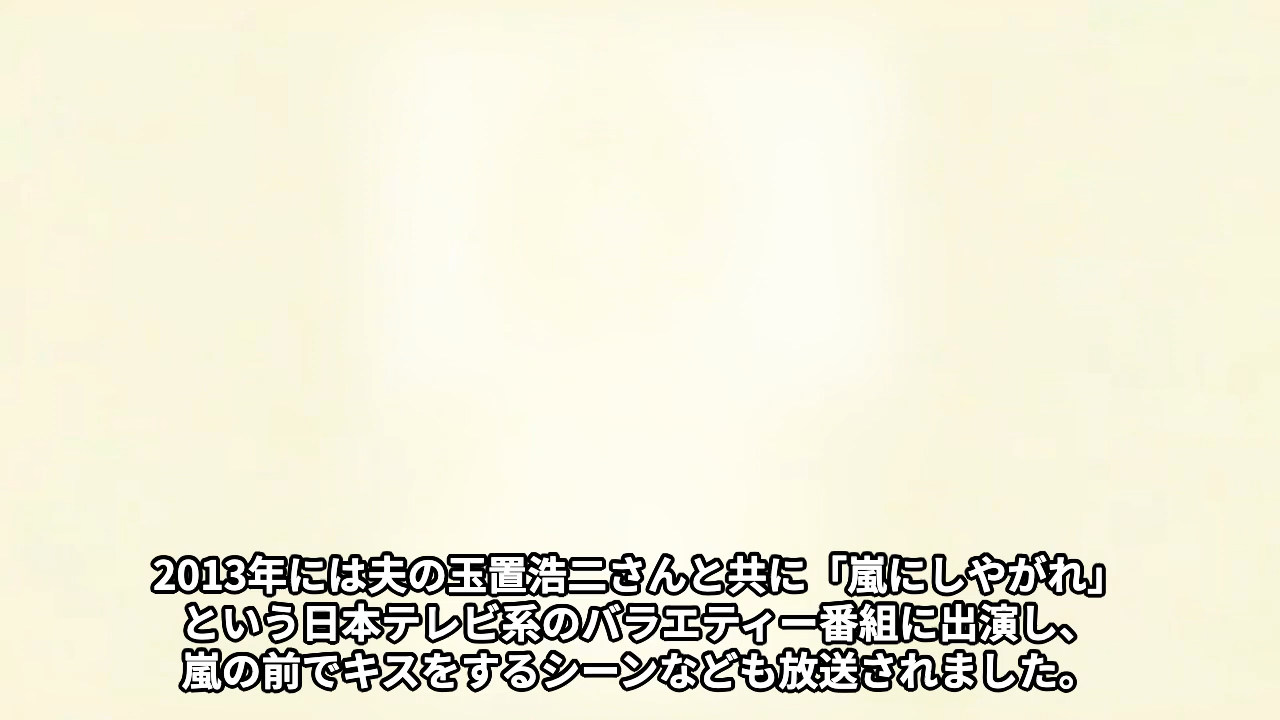 2013年には夫の玉置浩二さんと共に「嵐にしやがれ」
という日本テレビ系のバラエティー番組に出演し、
嵐の前でキスをするシーンなども放送されました。